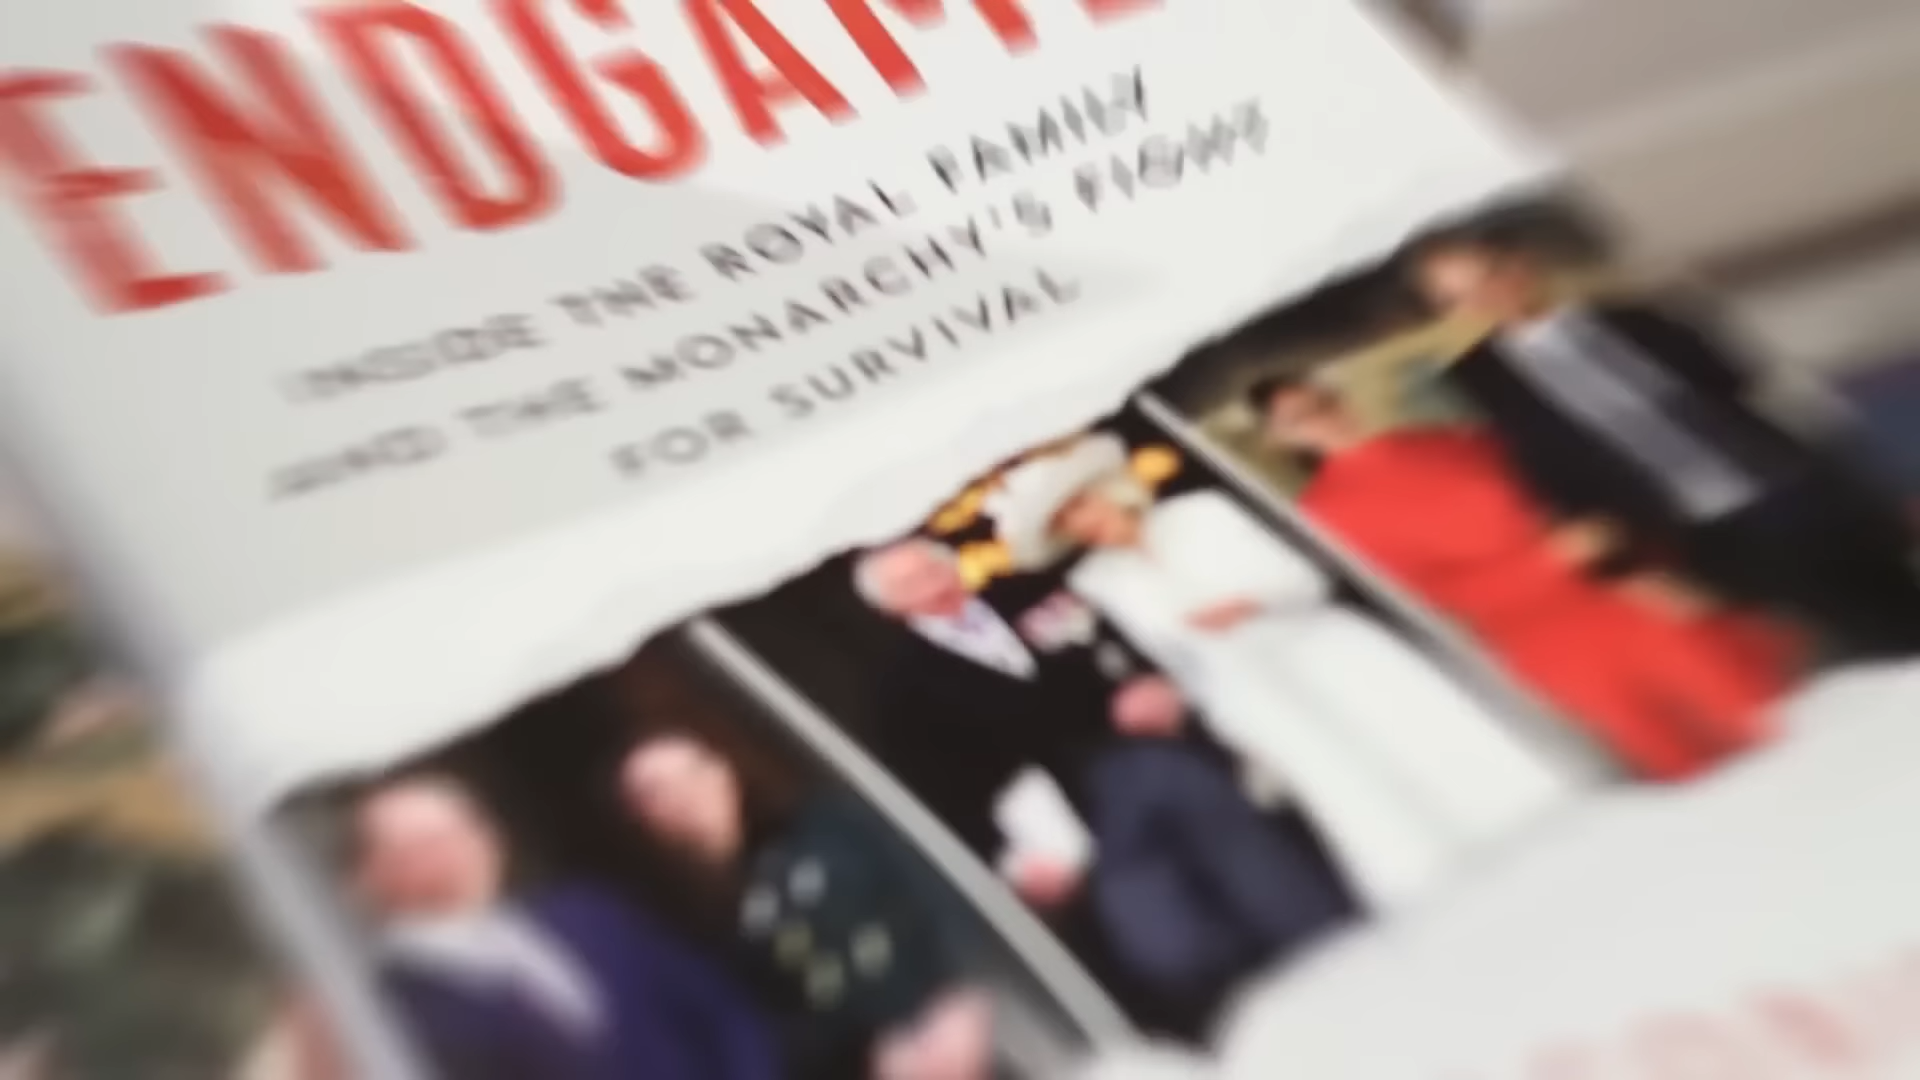 ENDGAME
INSIDE THE ROYAL FAMILY
AND THE MONARCHY'S FIGHT
FOR SURVIVAL